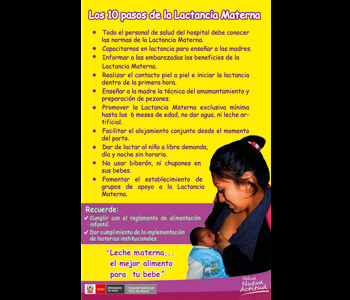 Los 10 pasos de la Lactancia Materna
• Todo el personal de salud del hospital debe conocer
las normas de la Lactancia Materna.
• Capacitarnos en lactancia para enseñar a las madres.
• Informar a las embarazadas los beneficios de la
Lactancia Materna.
• Realizar el contacto piel a piel e iniciar la lactancia
dentro de la primera hora.
• Enseñar a la madre la técnica del amamantamiento y
preparación de pezones.
• Promover la Lactancia Materna exclusiva mínima
hasta los 6 meses de edad, no dar agua, ni leche ar-
tificial.
• Facilitar el alojamiento conjunto desde el momento
del parto.
• Dar de lactar al niño a libre demanda,
día y noche sin horario.
• No usar biberón, ni chupones en
sus bebes.
• Fomentar el establecimiento de
grupos de apoyo a la Lactancia
Materna.
Recuerde:
✓ Cumplir con el reglamento de alimentación
infantil.
✓ Dar cumplimiento la implementación
de lactarios institucionales.
"Leche materna...
el mejor alimento
para tu bebe"
PERÚ
Ministerio
de Salud
Nueva
Actitud